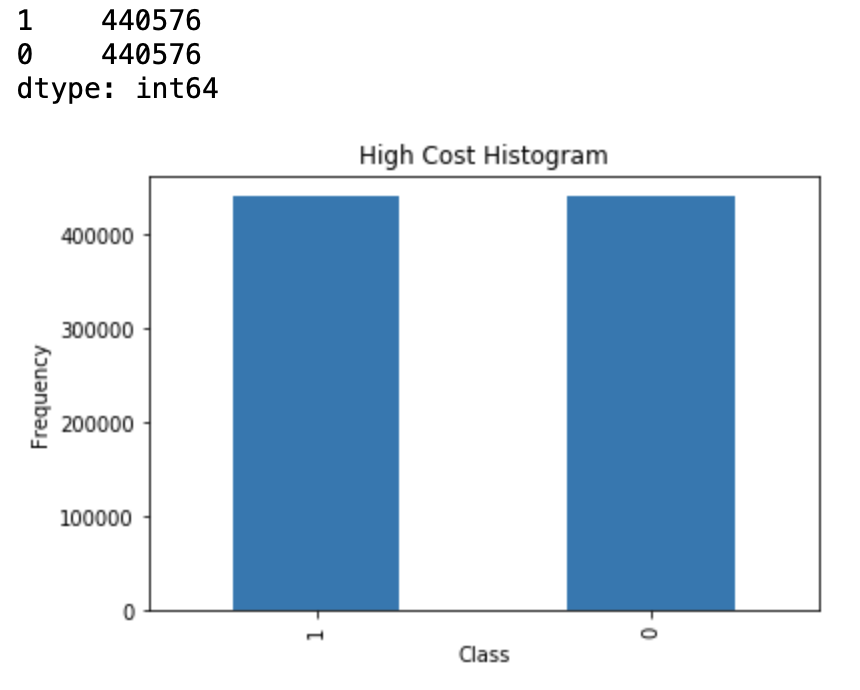 1    440576
0    440576
dtype: int64
High Cost Histogram
400000
300000
200000
100000
0
Frequency
1
0
Class